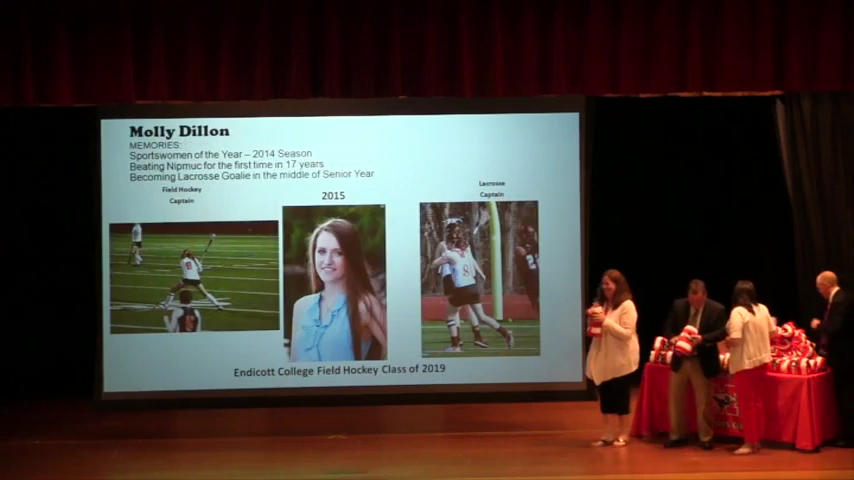 Molly Dillon
MEMORIES:
Sportswomen of the Year – 2014 Season
Beating Nipmuc for the first time in 17 years
Becoming Lacrosse Goalie in the middle of Senior Year
Field Hockey
Captain
2015
Lacrosse
Captain
8
Endicott College Field Hockey Class of 2019